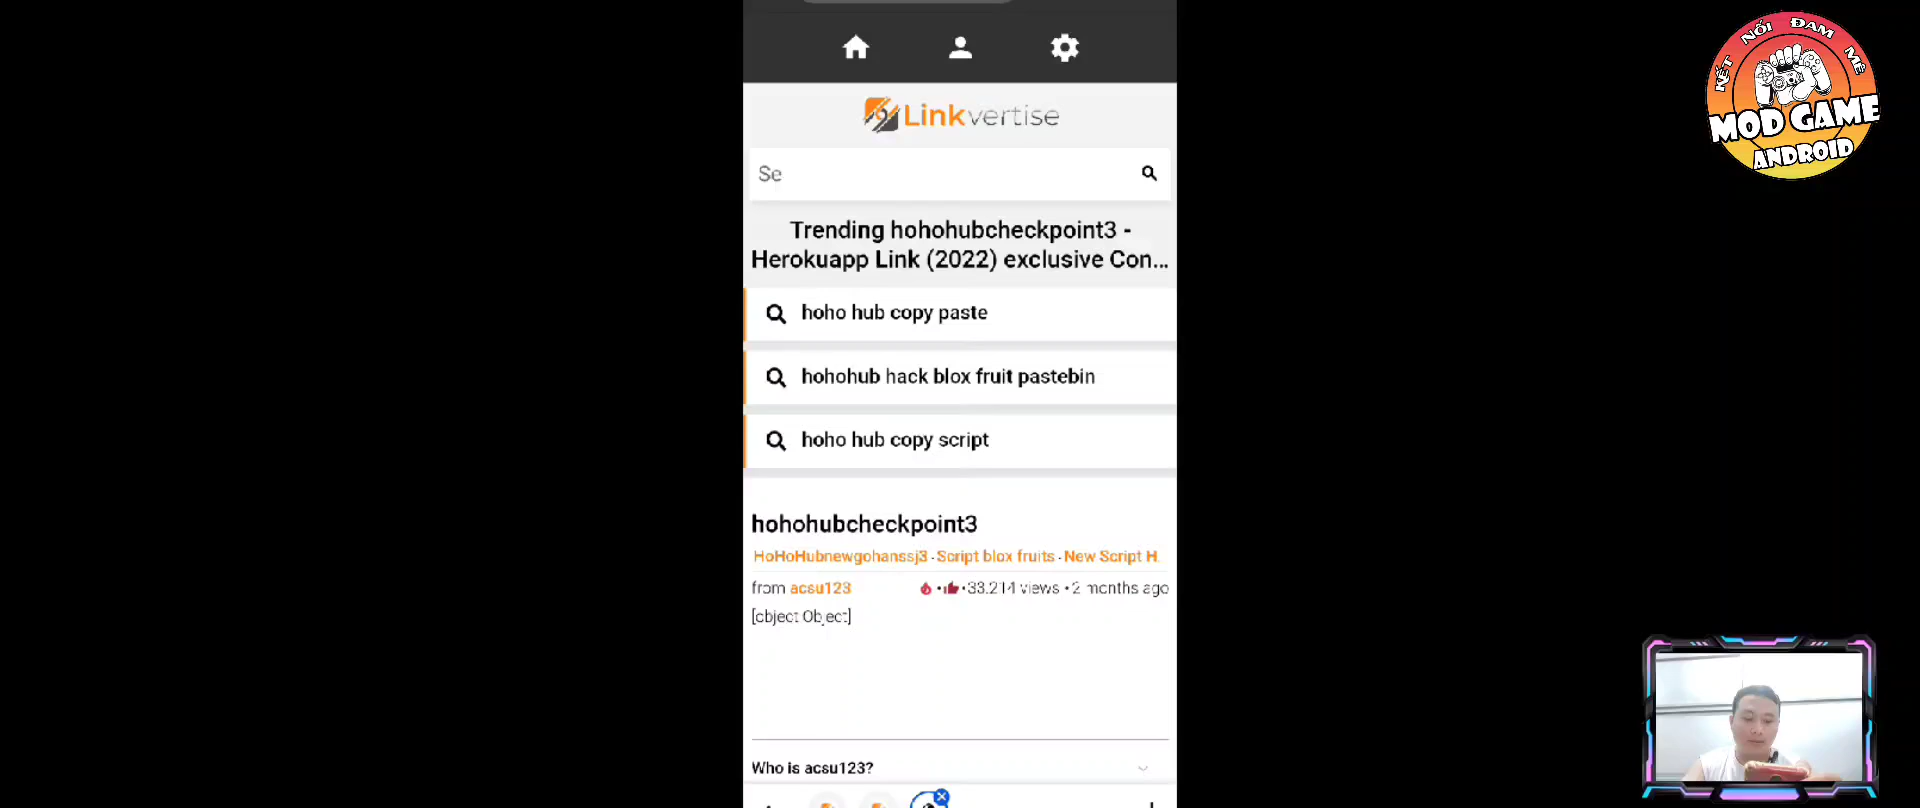 Linkvertise
Se
Trending hohohubcheckpoint3 -
Herokuapp Link (2022) exclusive Con...
hoho hub copy paste
hohohub hack blox fruit pastebin
hoho hub copy script
hohohubcheckpoint3
HoHoHubnewgohanssj3 · Script blox fruits · New Script H
from acsu123 • • 33.214 views • 2 months ago
[object Object]
Who is acsu123?
KẾT NỐI ĐAM MÊ
MOD GAME
ANDROID